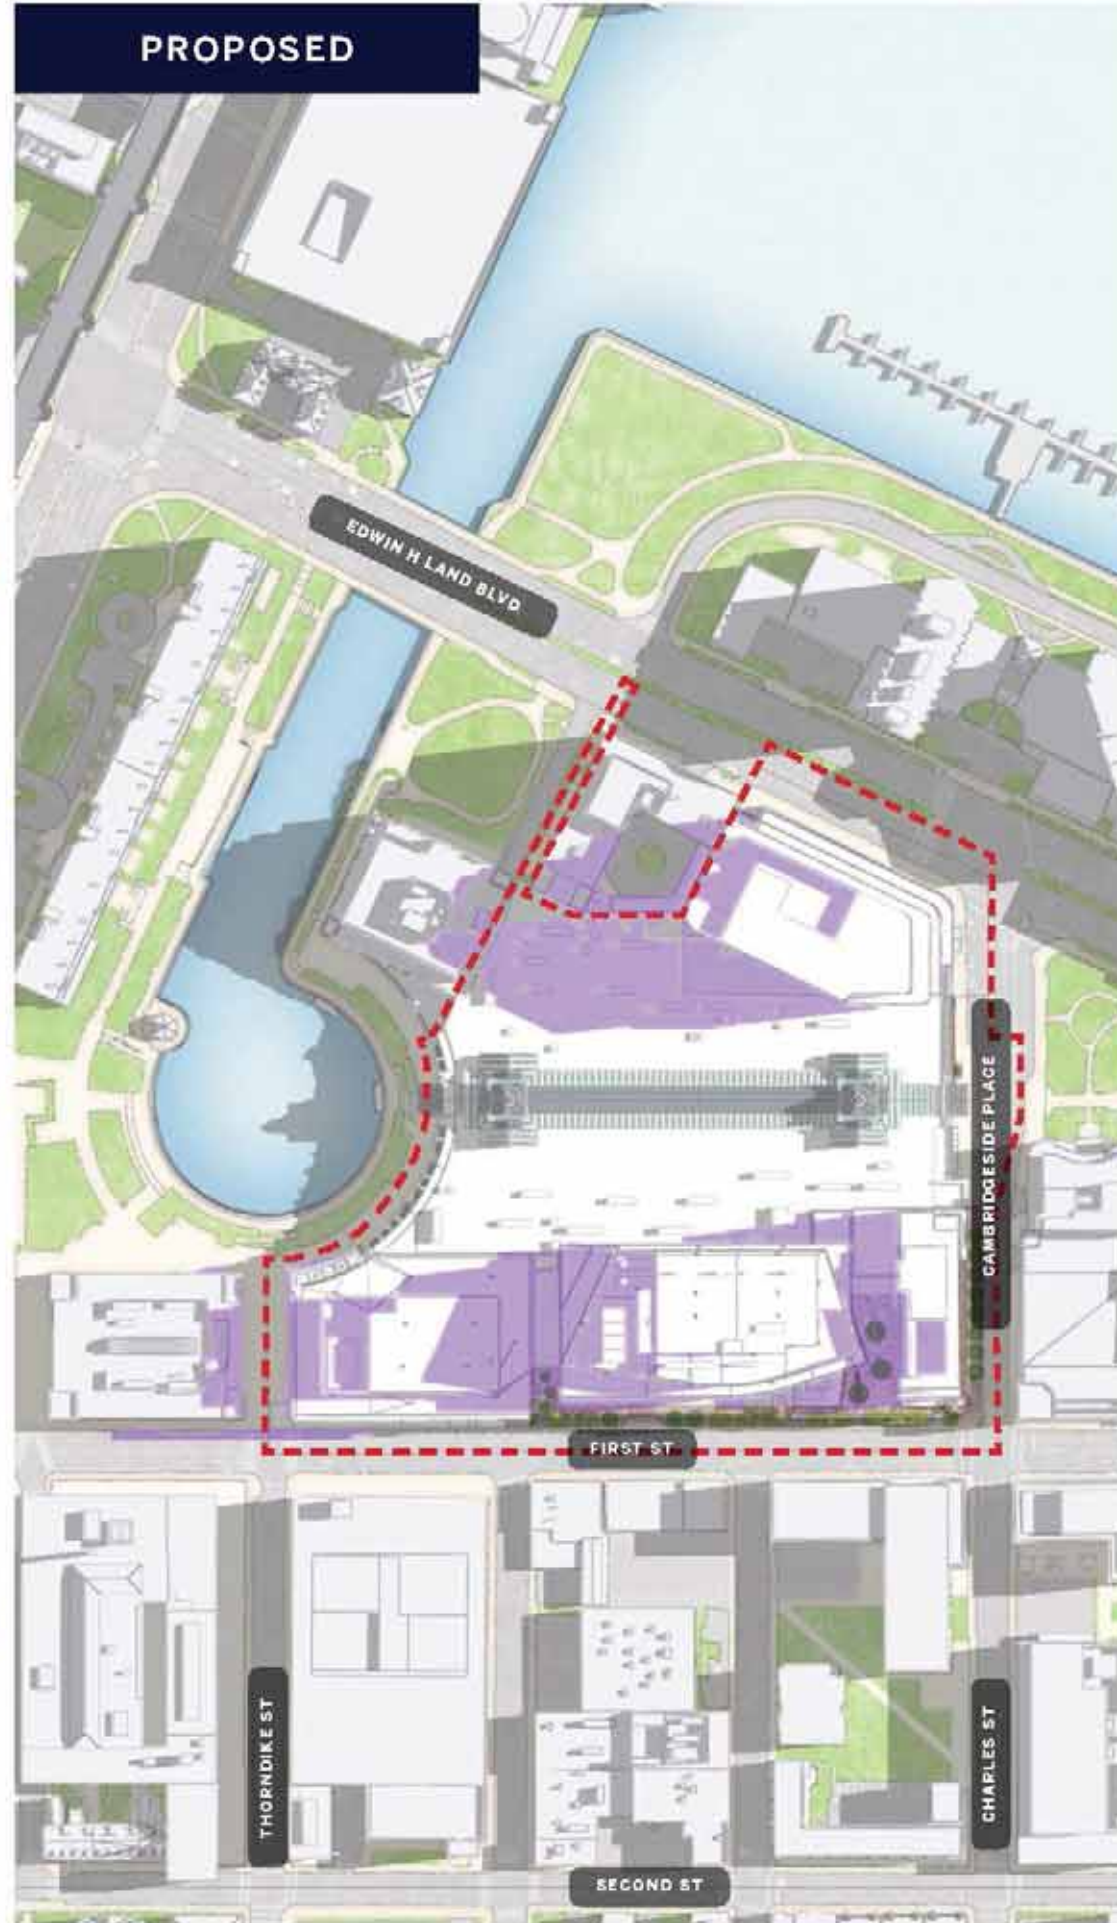 PROPOSED
EDWIN H LAND BLVD
CAMBRIDGESIDE PLACE
FIRST ST
THORNDIKE ST
CHARLES ST
SECOND ST